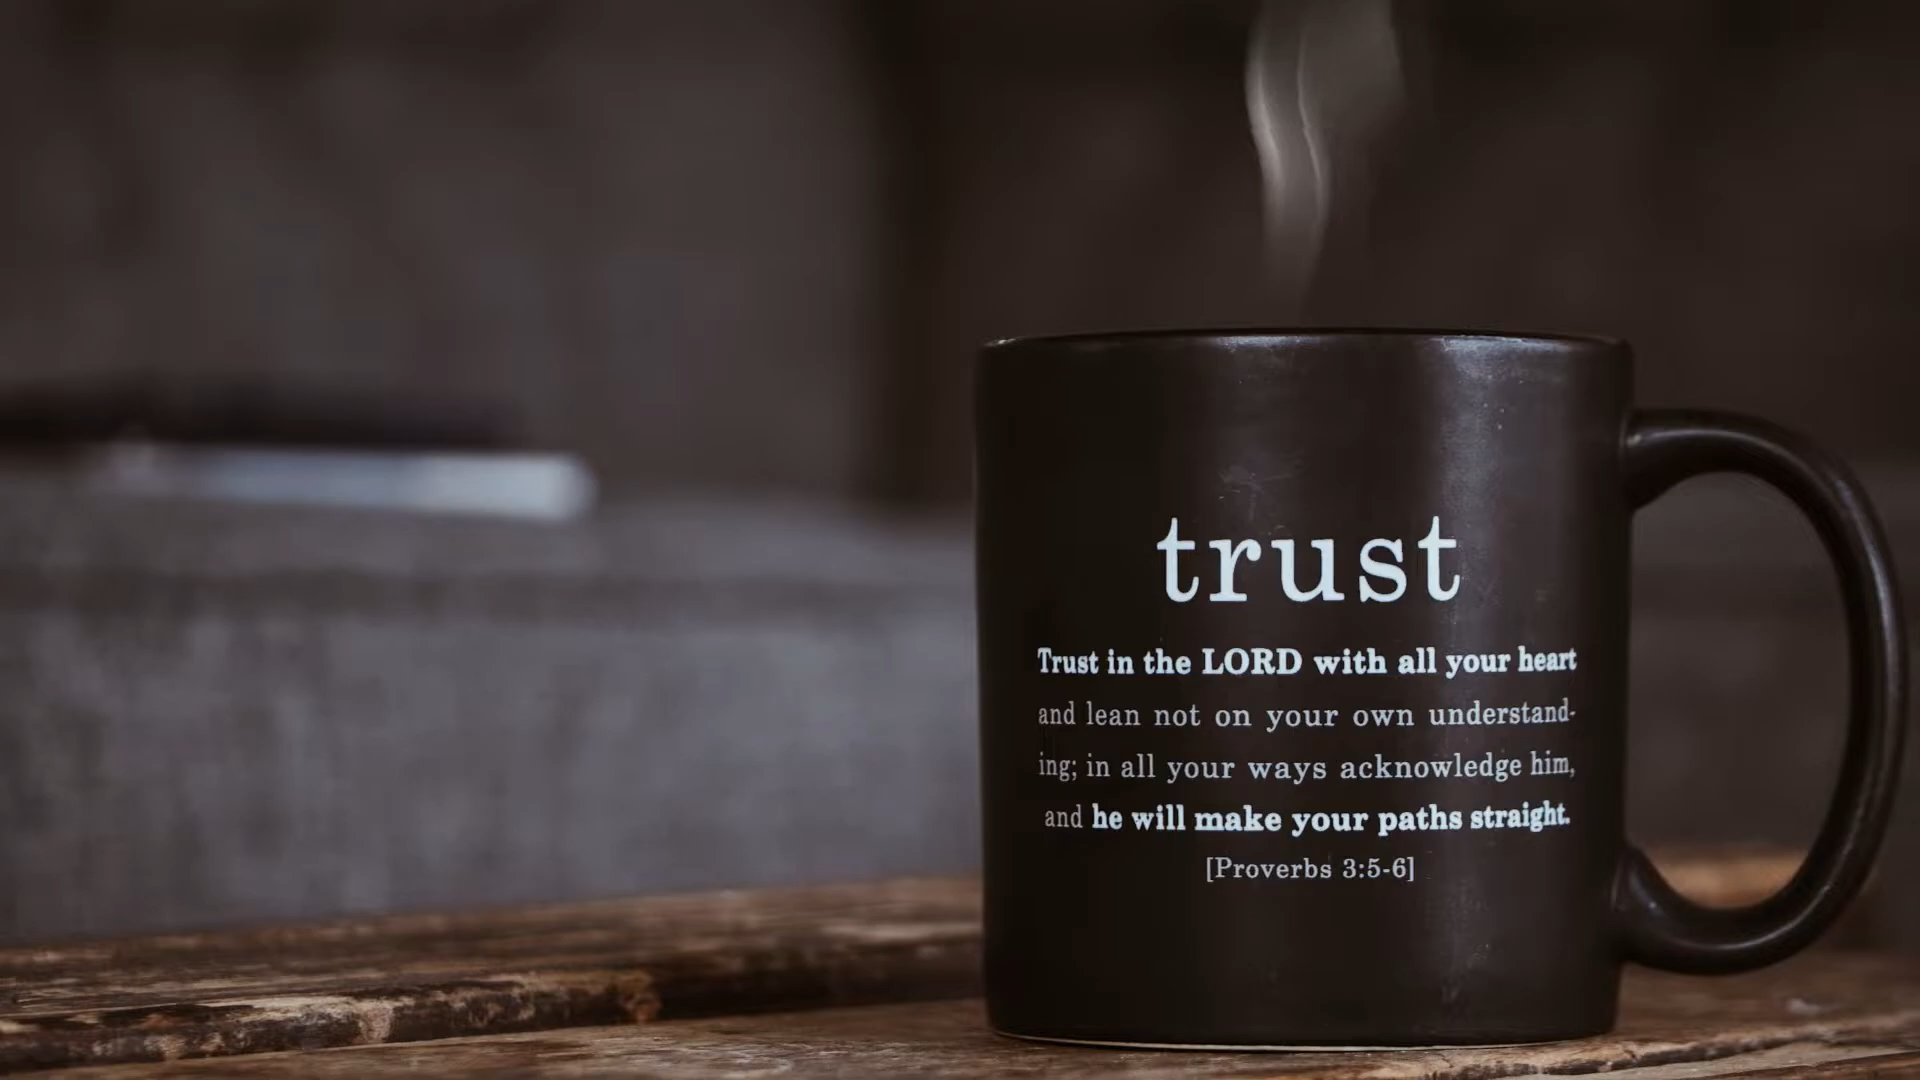 trust
Trust in the LORD with all your heart
and lean not on your own understand-
ing; in all your ways acknowledge him,
and he will make your paths straight.
[Proverbs 3:5-6]